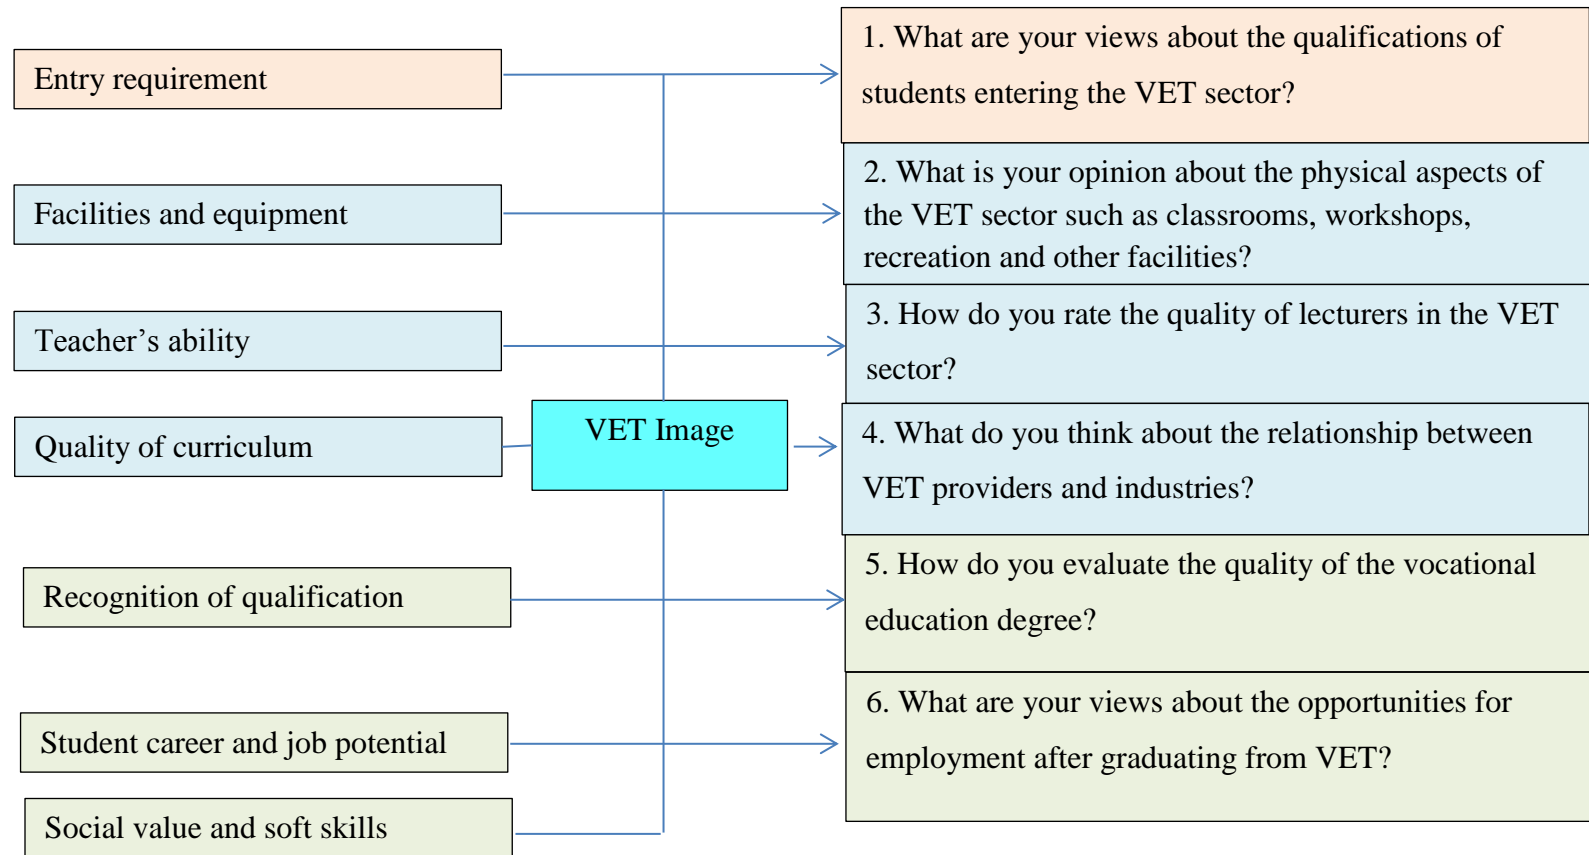 Entry requirement
1. What are your views about the qualifications of
students entering the VET sector?
Facilities and equipment
2. What is your opinion about the physical aspects of
the VET sector such as classrooms, workshops,
recreation and other facilities?
Teacher’s ability
3. How do you rate the quality of lecturers in the VET
sector?
Quality of curriculum
VET Image
4. What do you think about the relationship between
VET providers and industries?
Recognition of qualification
5. How do you evaluate the quality of the vocational
education degree?
Student career and job potential
6. What are your views about the opportunities for
employment after graduating from VET?
Social value and soft skills